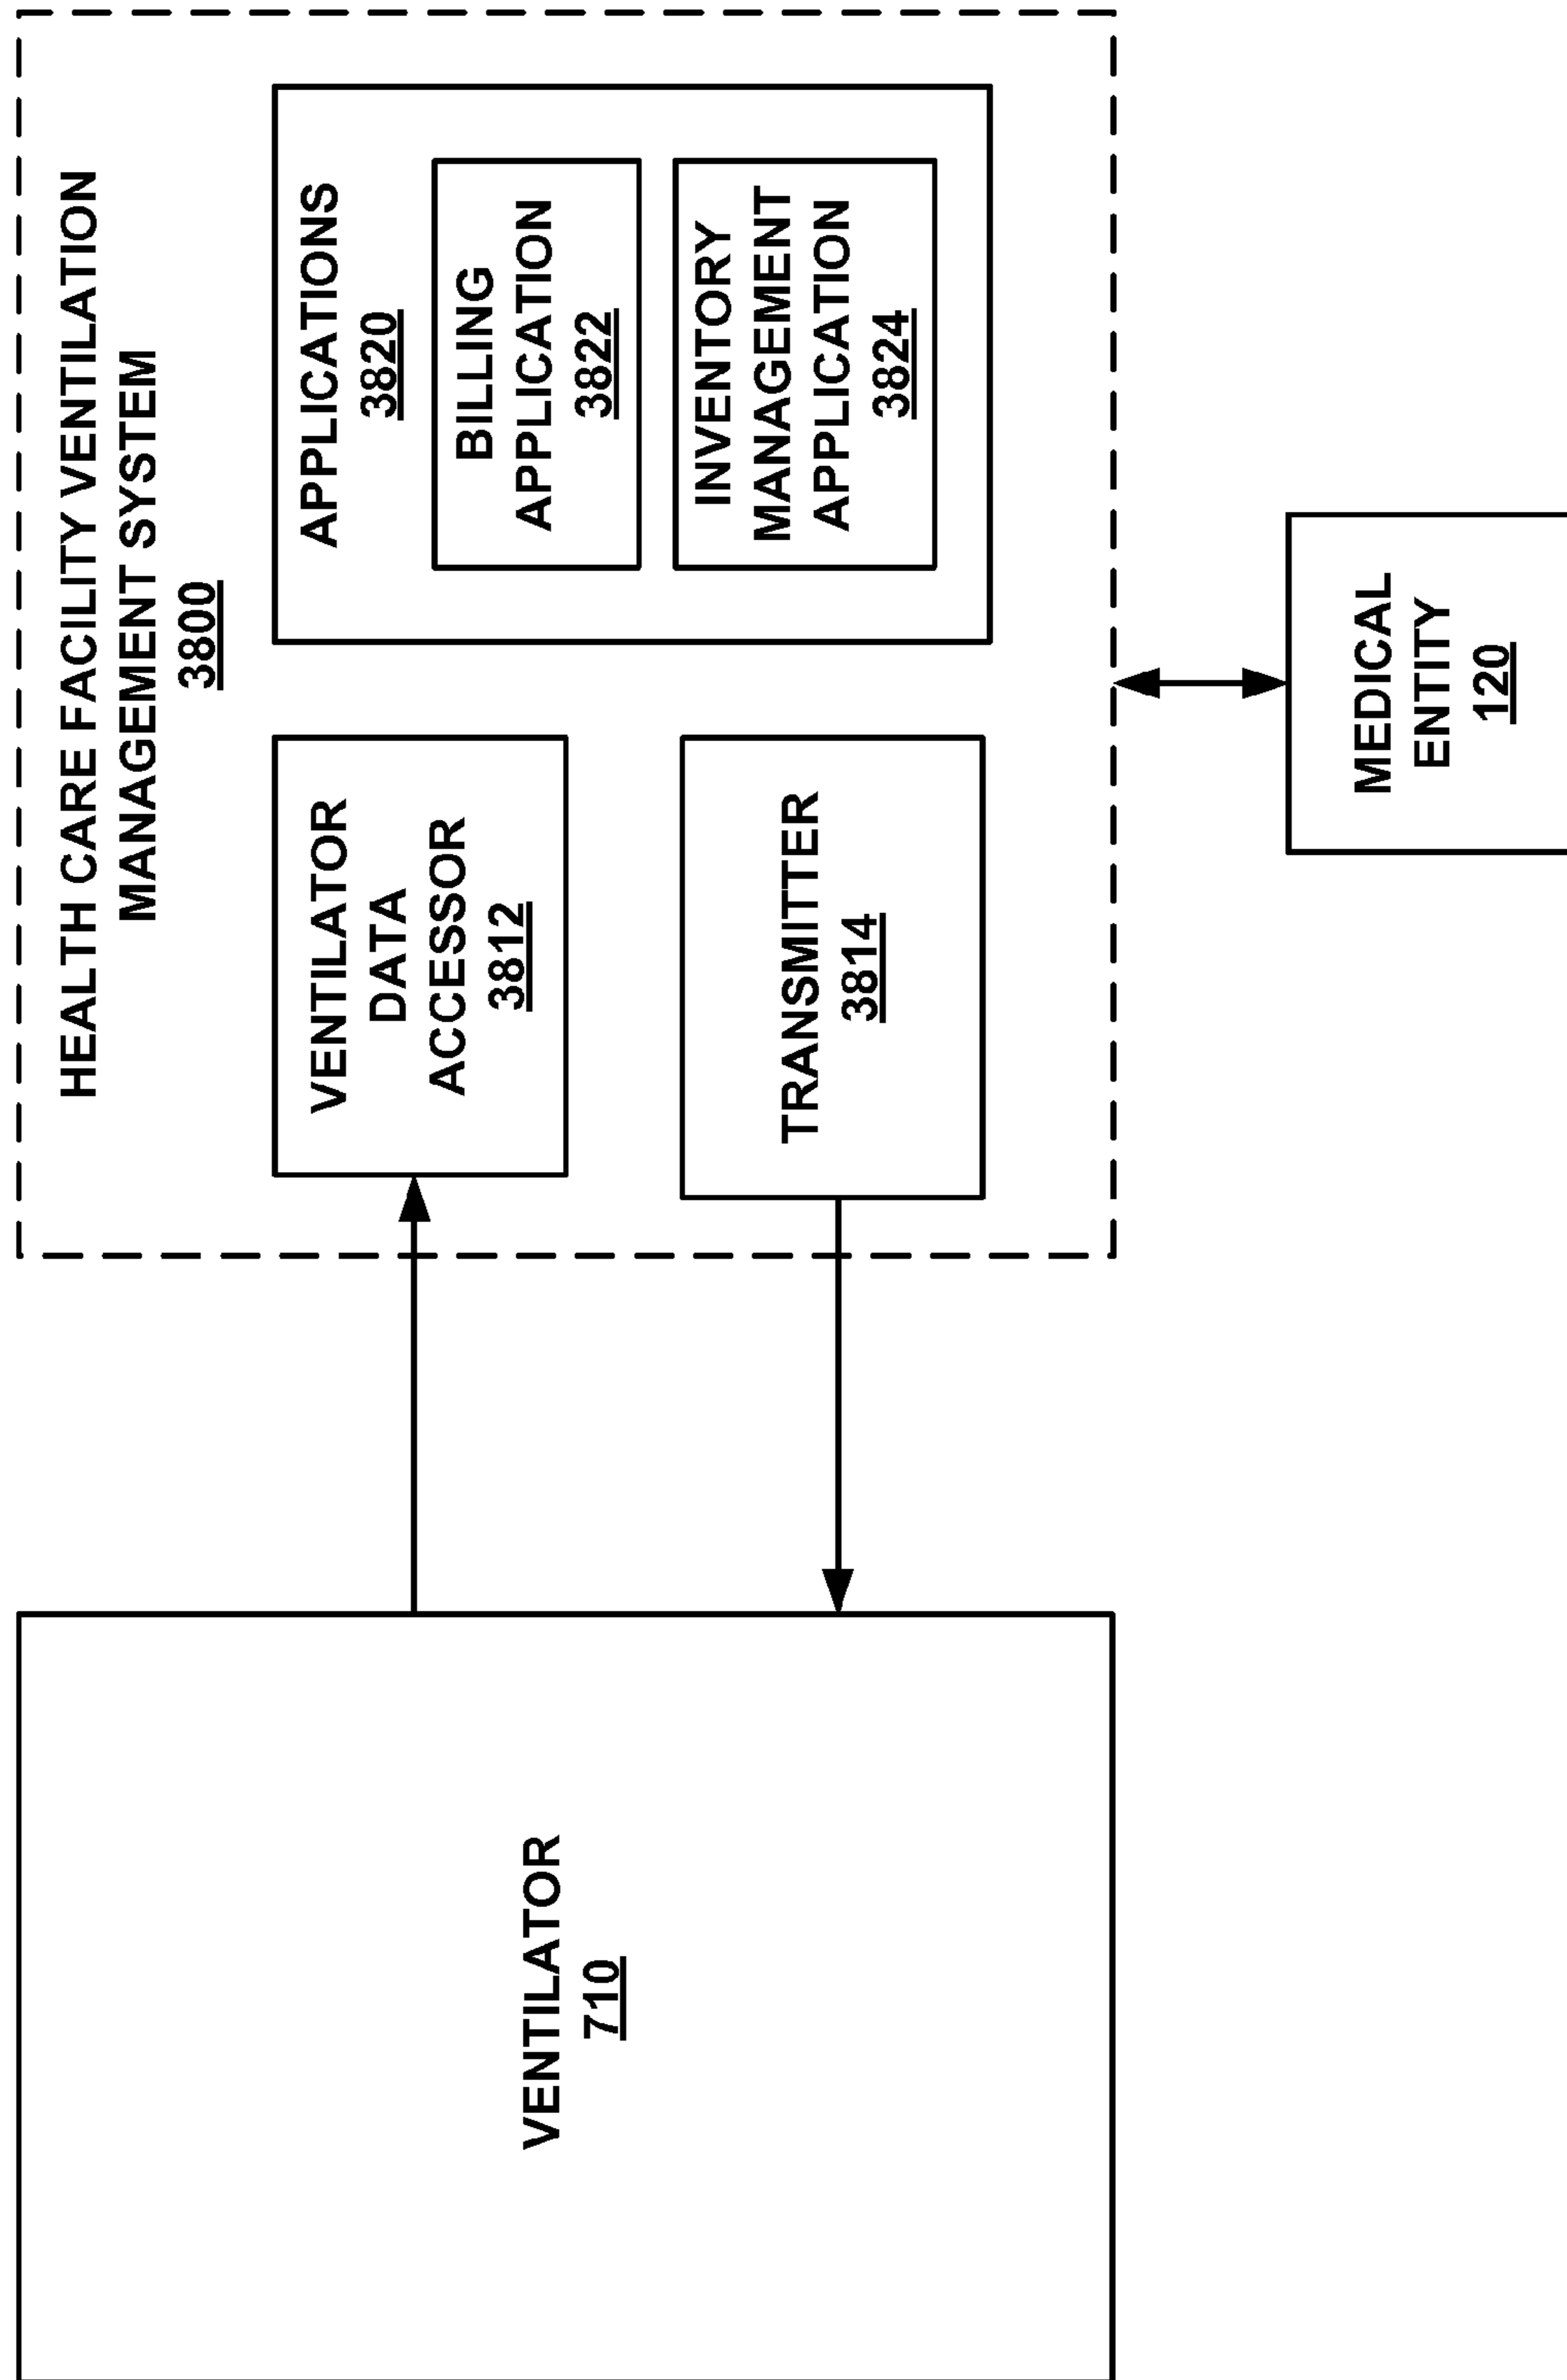 HEALTH CARE FACILITY VENTILATION
MANAGEMENT SYSTEM
3800
VENTILATOR
DATA
ACCESSOR
3812
APPLICATIONS
3820
BILLING
APPLICATION
3822
INVENTORY
MANAGEMENT
APPLICATION
3824
TRANSMITTER
3814
VENTILATOR
710
MEDICAL
ENTITY
120